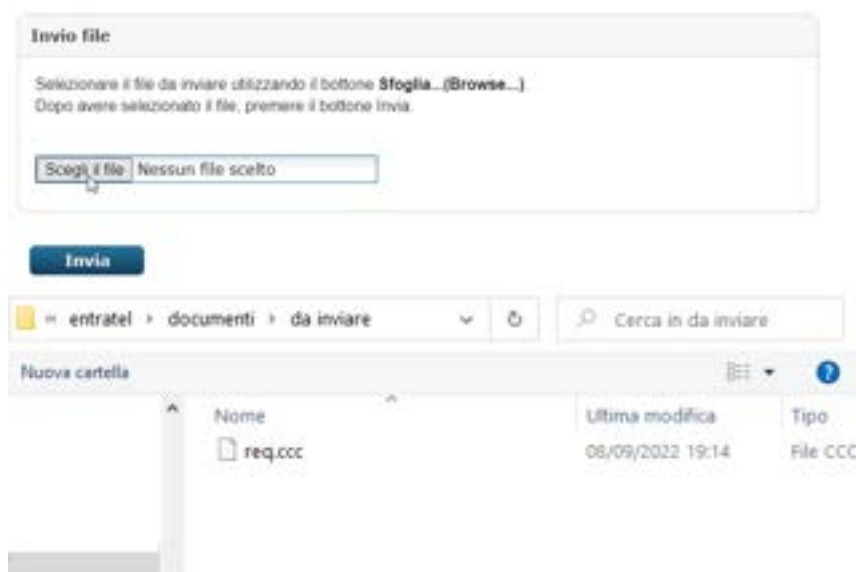 Invio file
Selezionare il file da inviare utilizzando il bottone Sfoglia...(Browse...)
Dopo avere selezionato il file, premere il bottone Invia.
Scegli il file Nessun file scelto
Invia
« entratel › documenti › da inviare
Cerca in da inviare
Nuova cartella
Nome Ultima modifica Tipo
req.ccc 08/09/2022 19:14 File CCC